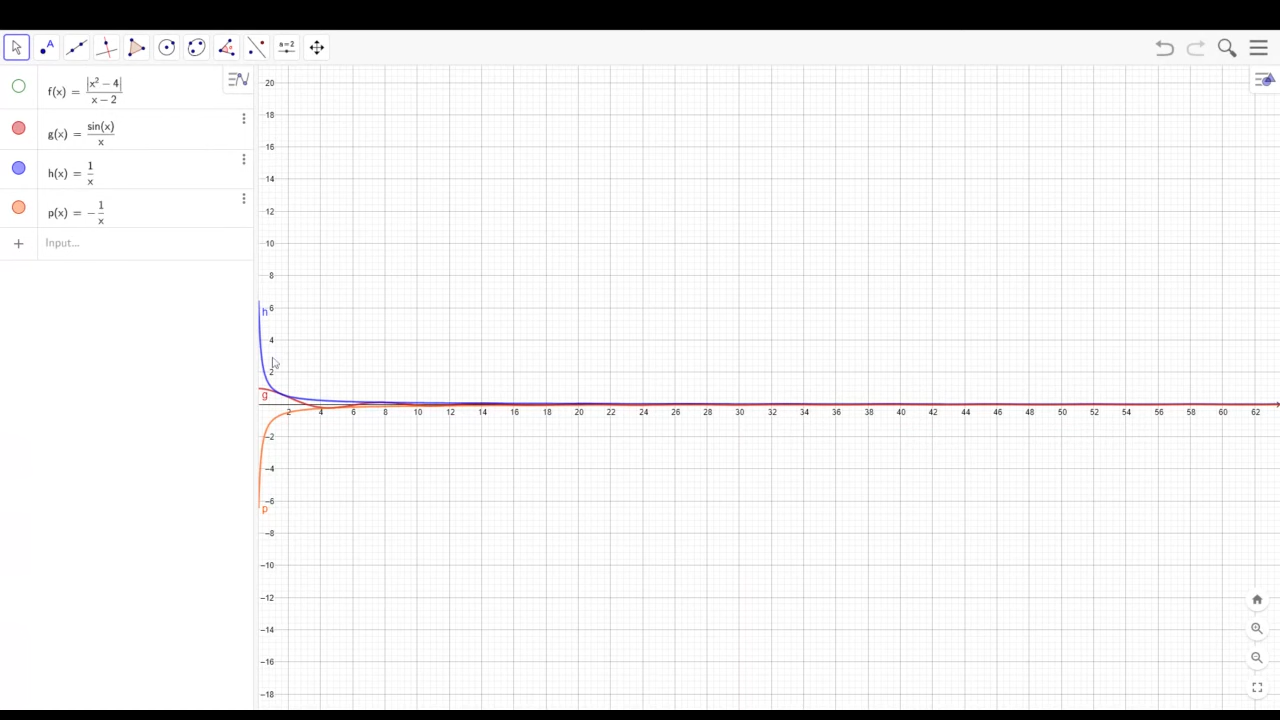 A
a=2
f(x) = |x² − 4| / x − 2
g(x) = sin(x) / x
h(x) = 1 / x
p(x) = − 1 / x
+ Input...
20
18
16
14
12
10
8
6
4
2
h
g
p
2 4 6 8 10 12 14 16 18 20 22 24 26 28 30 32 34 36 38 40 42 44 46 48 50 52 54 56 58 60 62
−2
−4
−6
−8
−10
−12
−14
−16
−18